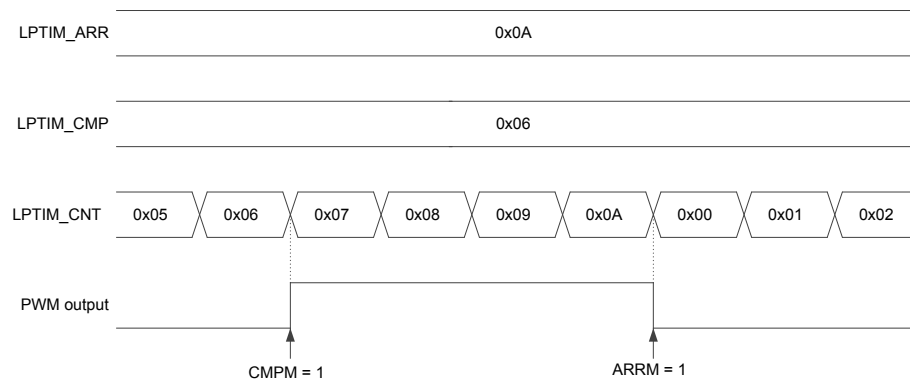 LPTIM_ARR 0x0A
LPTIM_CMP 0x06
LPTIM_CNT 0x05 0x06 0x07 0x08 0x09 0x0A 0x00 0x01 0x02
PWM output
CMPM = 1 ARRM = 1